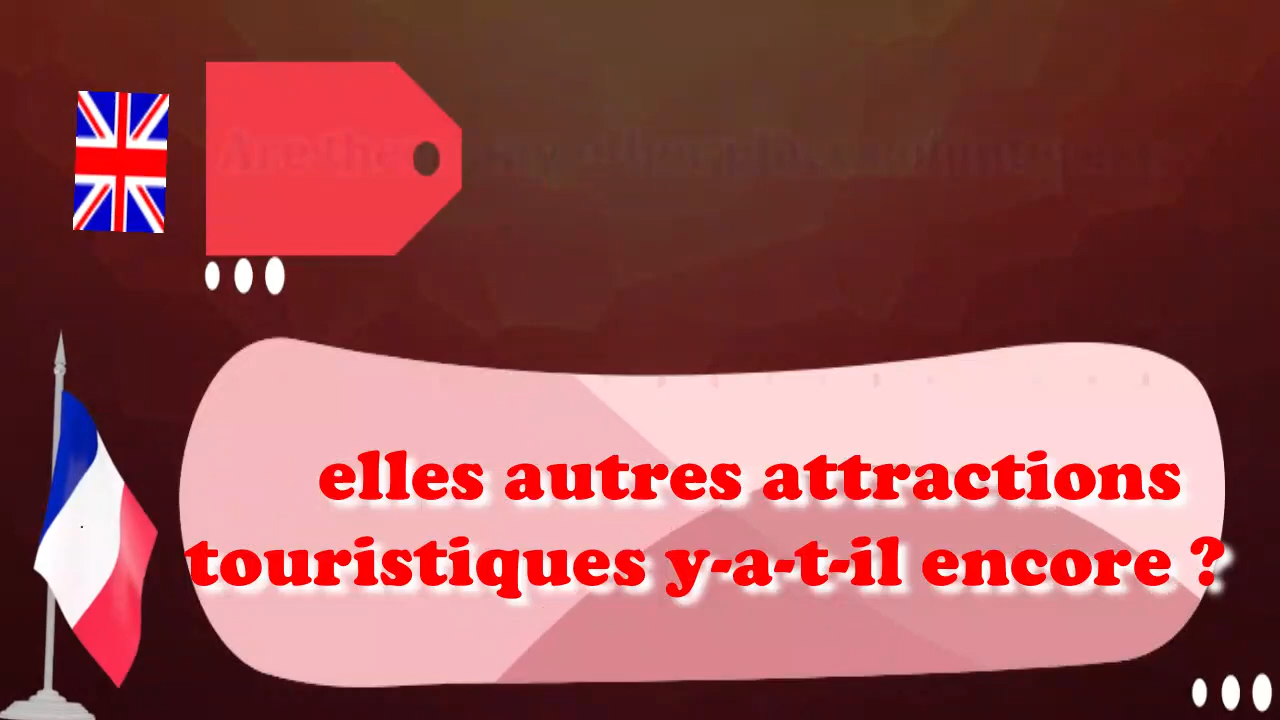 elles autres attractions
touristiques y-a-t-il encore ?